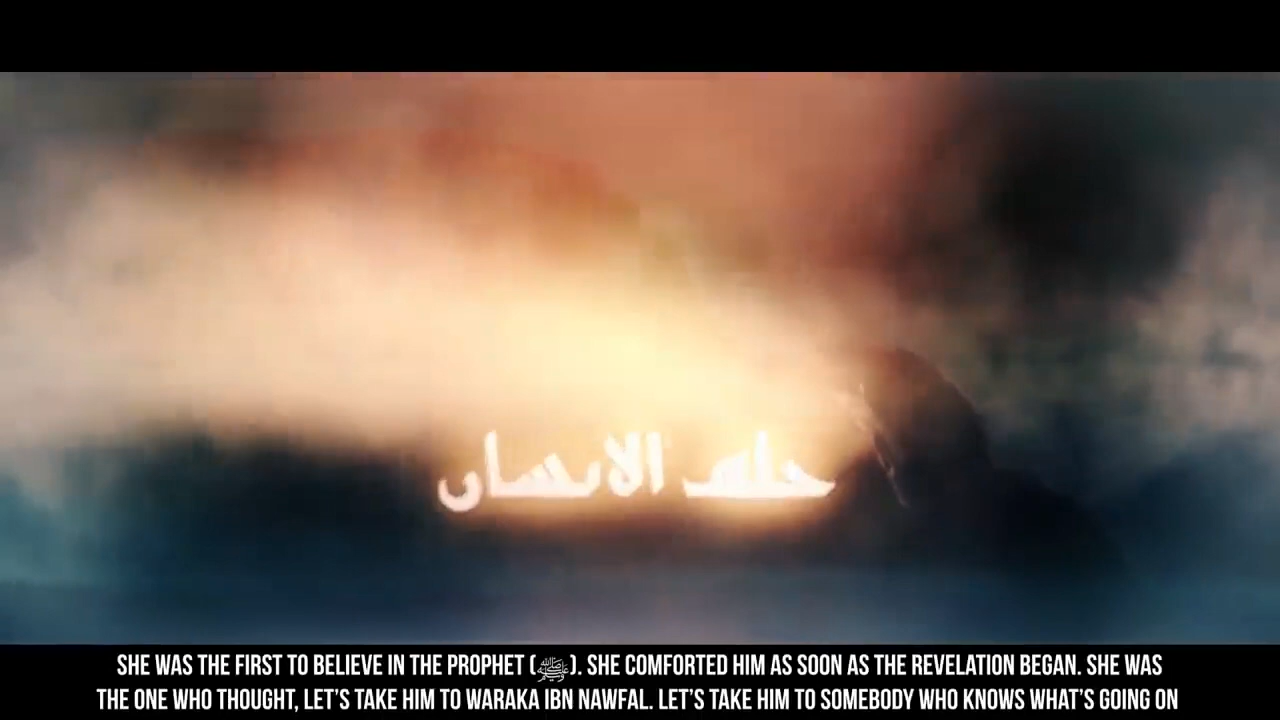 خلق الانسان
SHE WAS THE FIRST TO BELIEVE IN THE PROPHET (ﷺ). SHE COMFORTED HIM AS SOON AS THE REVELATION BEGAN. SHE WAS
THE ONE WHO THOUGHT, LET'S TAKE HIM TO WARAKA IBN NAWFAL. LET'S TAKE HIM TO SOMEBODY WHO KNOWS WHAT'S GOING ON